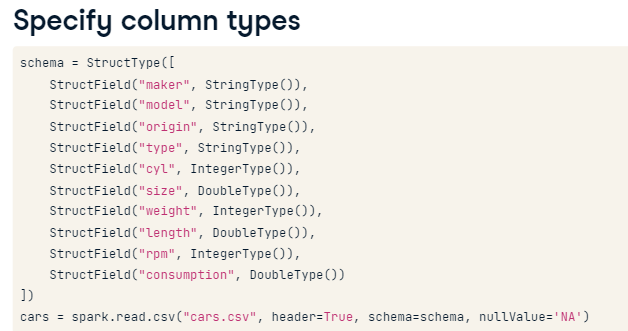 Specify column types
schema = StructType([
    StructField("maker", StringType()),
    StructField("model", StringType()),
    StructField("origin", StringType()),
    StructField("type", StringType()),
    StructField("cyl", IntegerType()),
    StructField("size", DoubleType()),
    StructField("weight", IntegerType()),
    StructField("length", DoubleType()),
    StructField("rpm", IntegerType()),
    StructField("consumption", DoubleType())
])
cars = spark.read.csv("cars.csv", header=True, schema=schema, nullValue='NA')